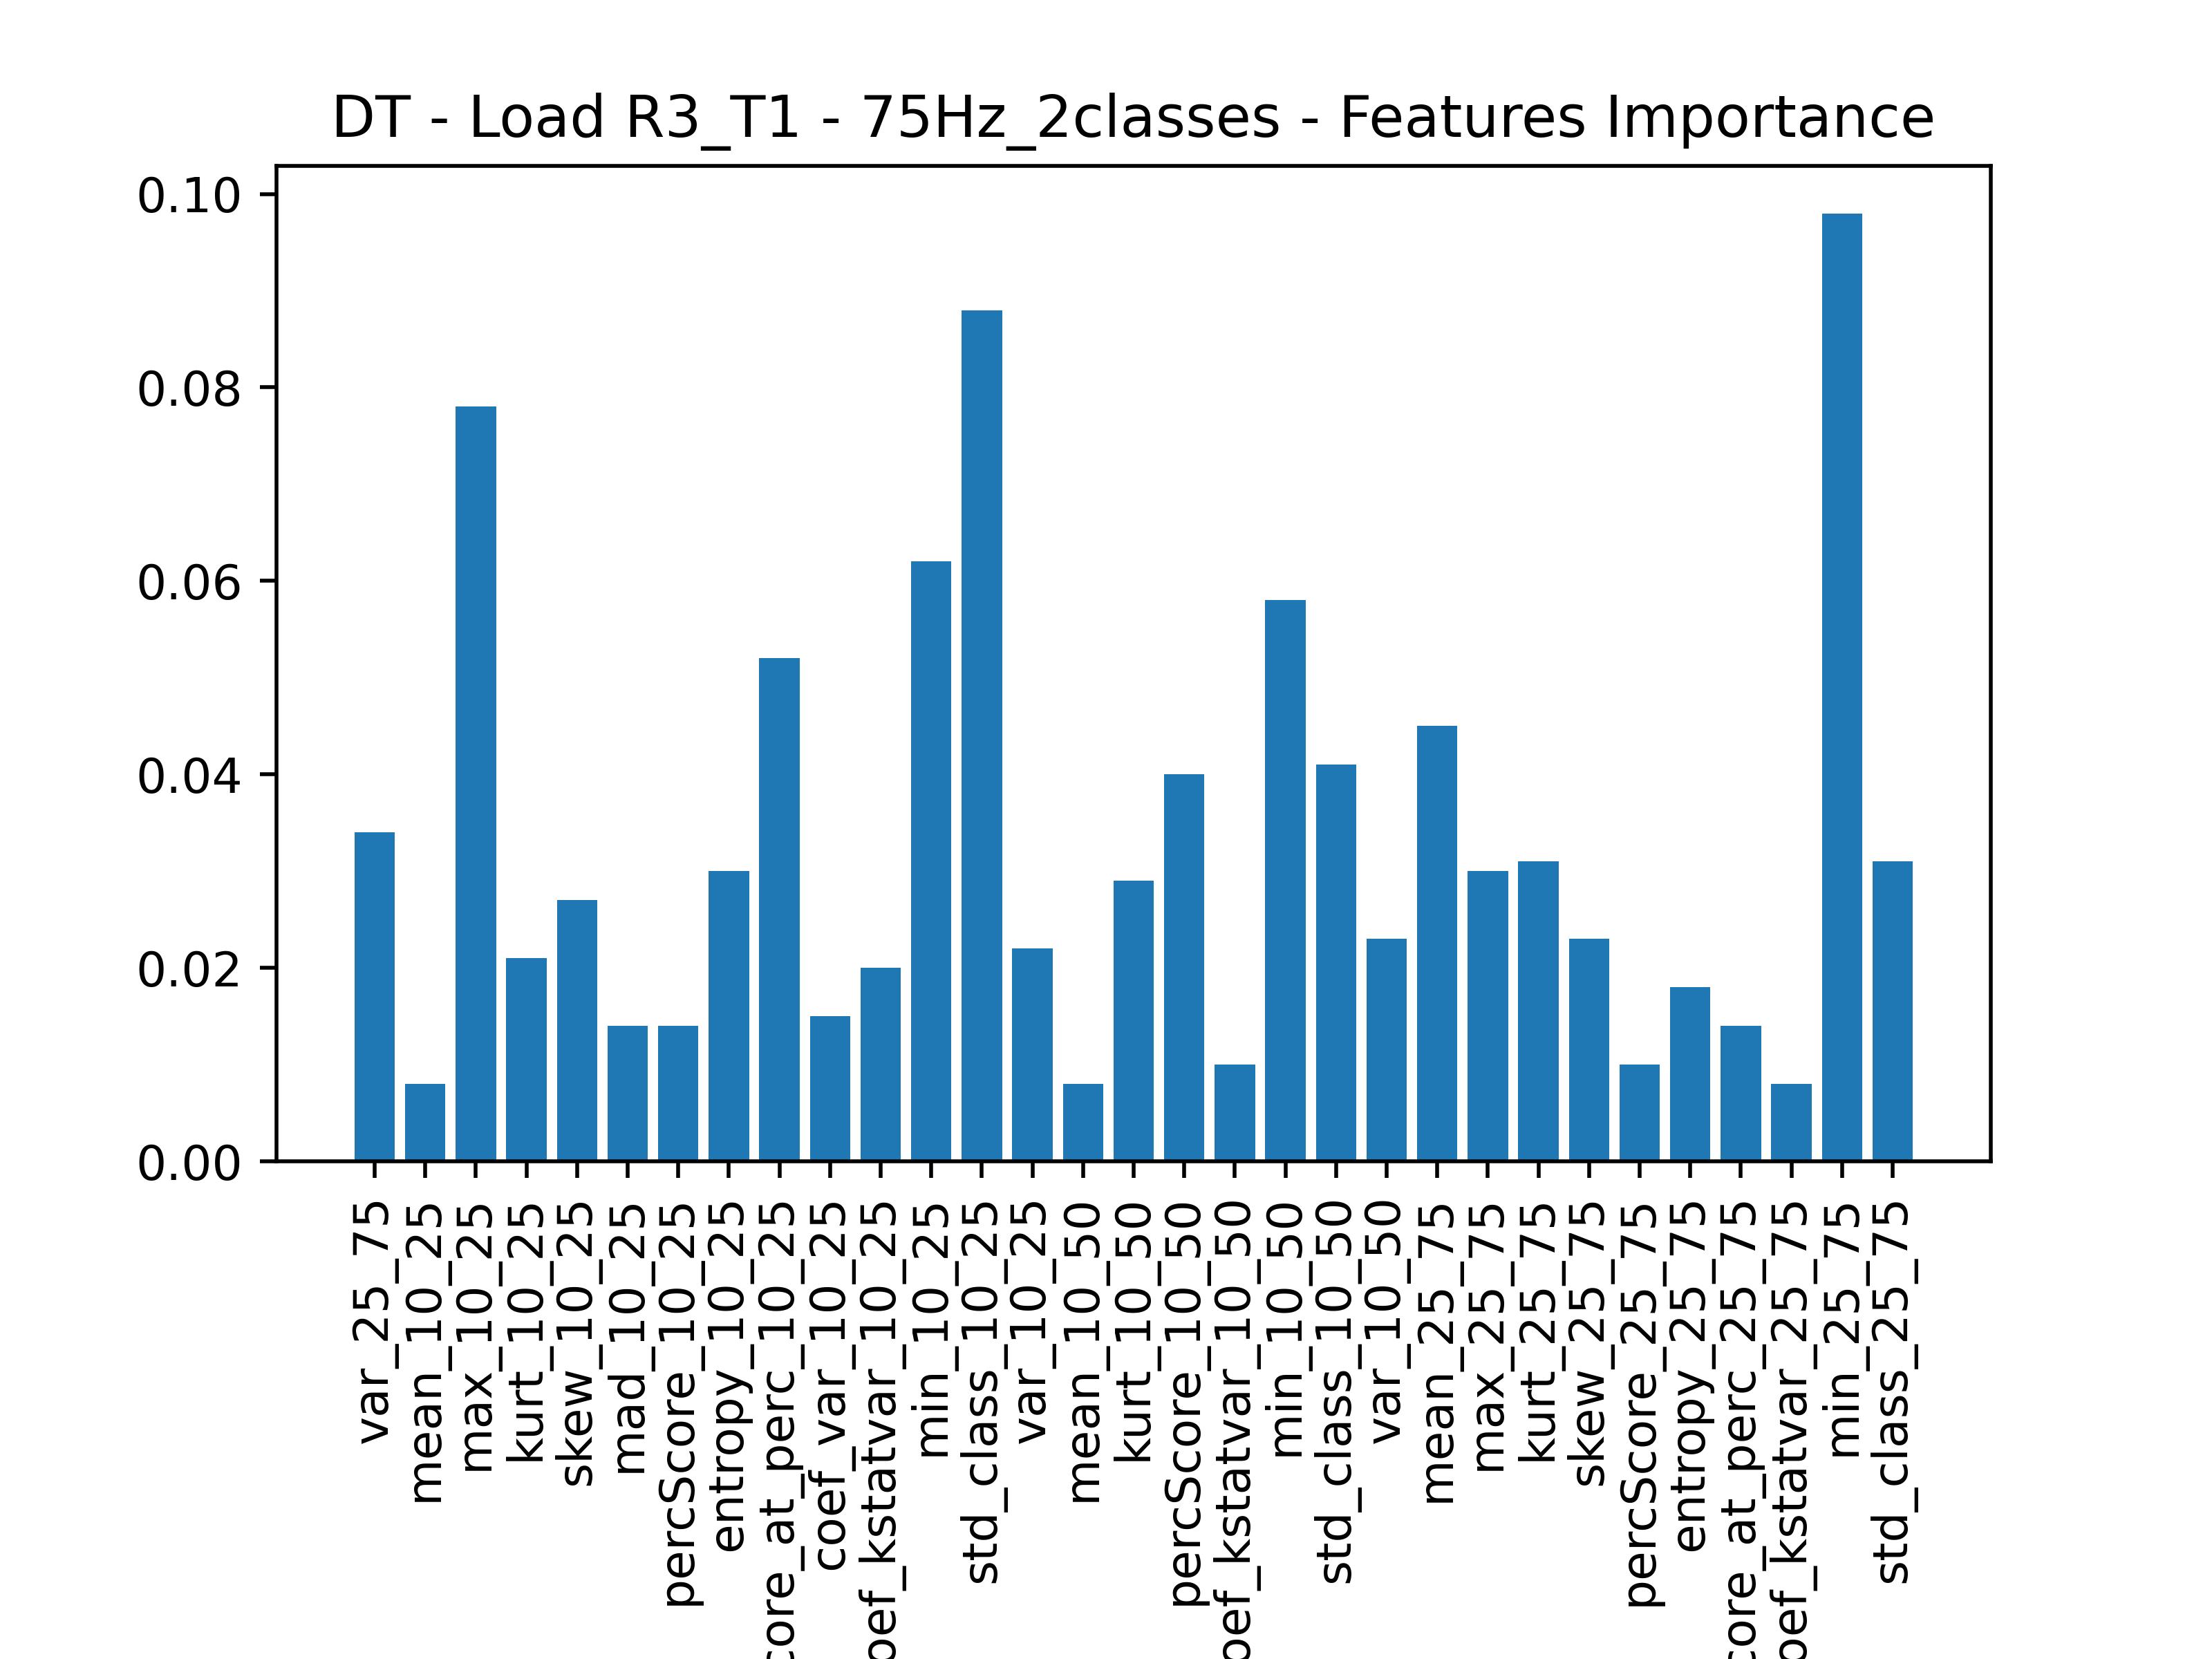 DT - Load R3_T1 - 75Hz_2classes - Features Importance
0.10
0.08
0.06
0.04
0.02
0.00
var_25_75
mean_10_25
max_10_25
kurt_10_25
skew_10_25
mad_10_25
percScore_10_25
entropy_10_25
core_at_perc_10_25
coef_var_10_25
oef_kstatvar_10_25
min_10_25
std_class_10_25
var_10_25
mean_10_50
kurt_10_50
percScore_10_50
oef_kstatvar_10_50
min_10_50
std_class_10_50
var_10_50
mean_25_75
max_25_75
kurt_25_75
skew_25_75
percScore_25_75
entropy_25_75
core_at_perc_25_75
oef_kstatvar_25_75
min_25_75
std_class_25_75